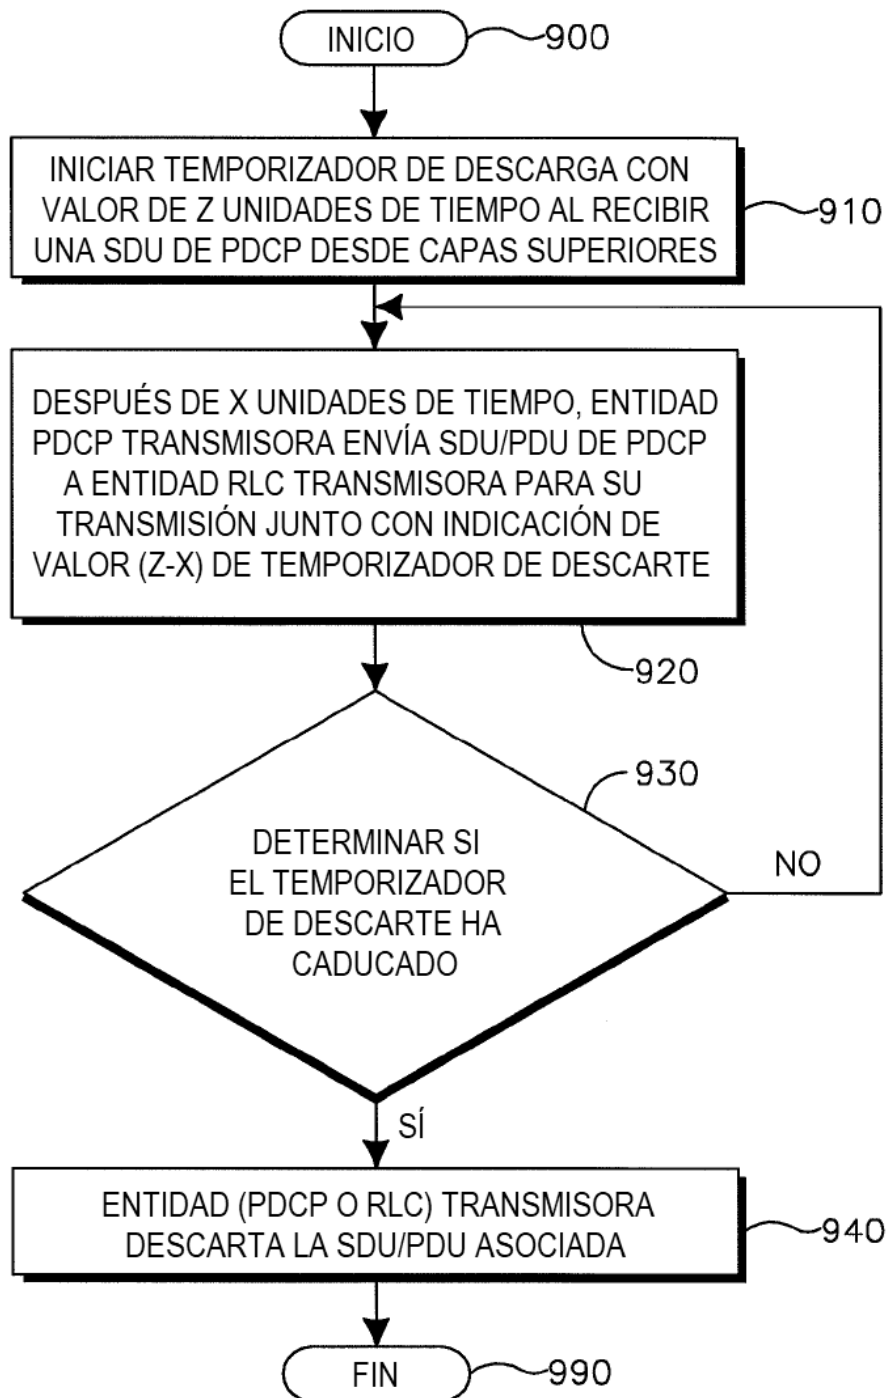 INICIO
900
INICIAR TEMPORIZADOR DE DESCARGA CON
VALOR DE Z UNIDADES DE TIEMPO AL RECIBIR
UNA SDU DE PDCP DESDE CAPAS SUPERIORES
910
DESPUÉS DE X UNIDADES DE TIEMPO, ENTIDAD
PDCP TRANSMISORA ENVÍA SDU/PDU DE PDCP
A ENTIDAD RLC TRANSMISORA PARA SU
TRANSMISIÓN JUNTO CON INDICACIÓN DE
VALOR (Z-X) DE TEMPORIZADOR DE DESCARTE
920
930
DETERMINAR SI
EL TEMPORIZADOR
DE DESCARTE HA
CADUCADO
NO
SÍ
ENTIDAD (PDCP O RLC) TRANSMISORA
DESCARTA LA SDU/PDU ASOCIADA
940
FIN
990